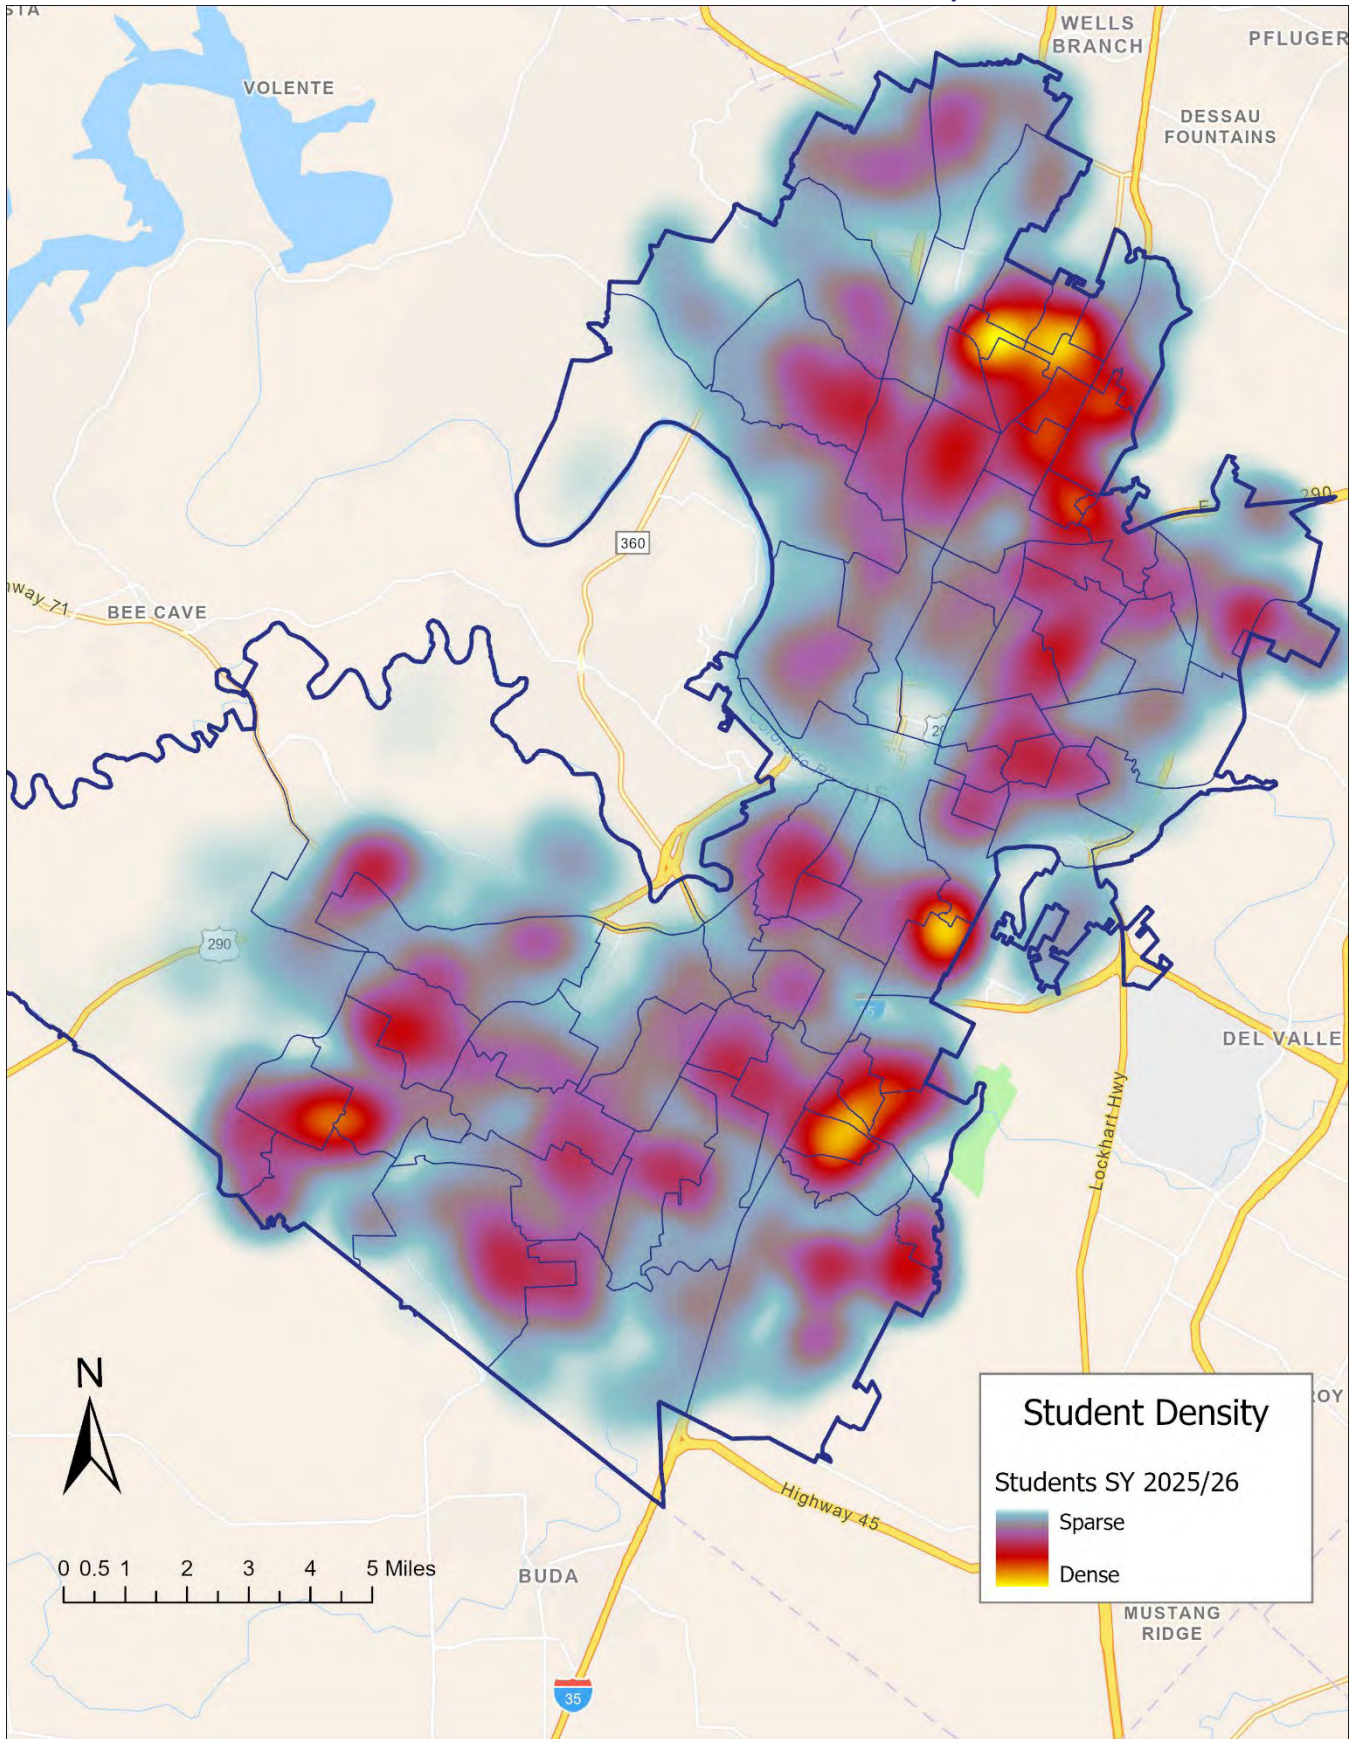 WELLS
BRANCH
PFLUGER
VOLENTE
DESSAU
FOUNTAINS
290
360
BEE CAVE
290
DEL VALLE
Lockhart Hwy
N
Student Density
Students SY 2025/26
Sparse
Dense
Highway 45
0 0.5 1 2 3 4 5 Miles
BUDA
MUSTANG
RIDGE
35